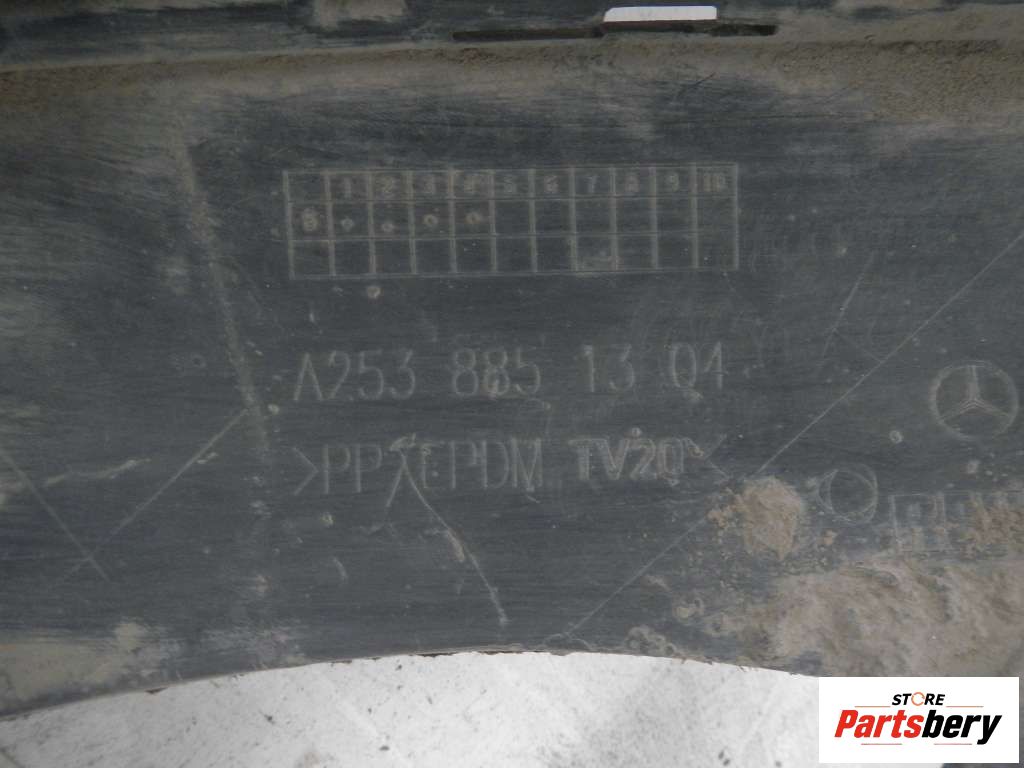 1 2 3 4 5 6 7 8 9 10
A253 885 13 04
>PP+EPDM TV20<
STORE
Partsbery